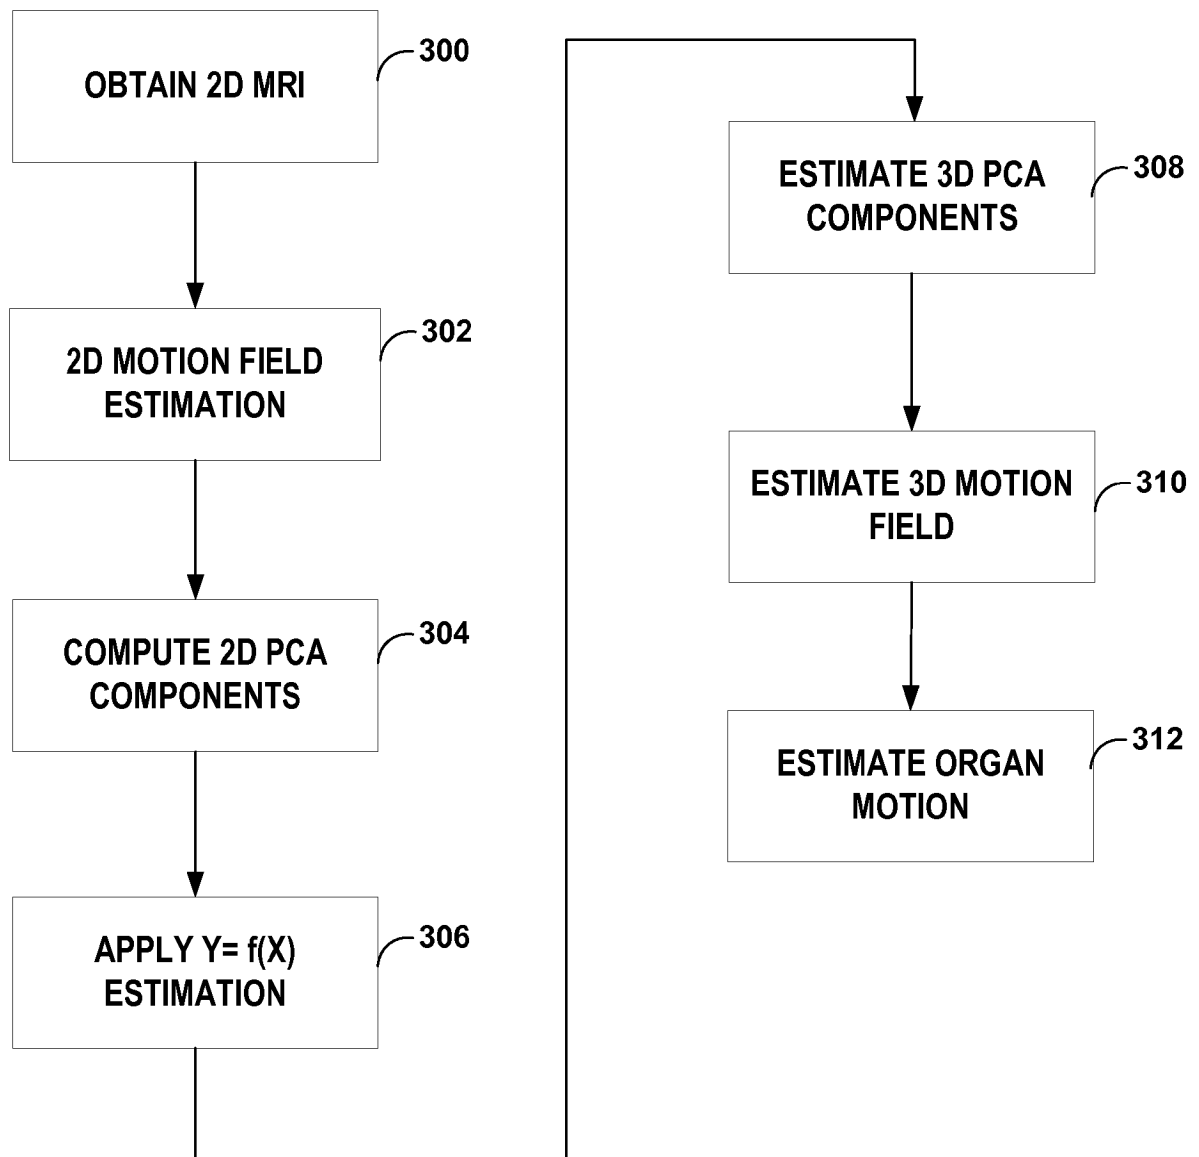 OBTAIN 2D MRI
300
2D MOTION FIELD
ESTIMATION
302
COMPUTE 2D PCA
COMPONENTS
304
APPLY Y= f(X)
ESTIMATION
306
ESTIMATE 3D PCA
COMPONENTS
308
ESTIMATE 3D MOTION
FIELD
310
ESTIMATE ORGAN
MOTION
312